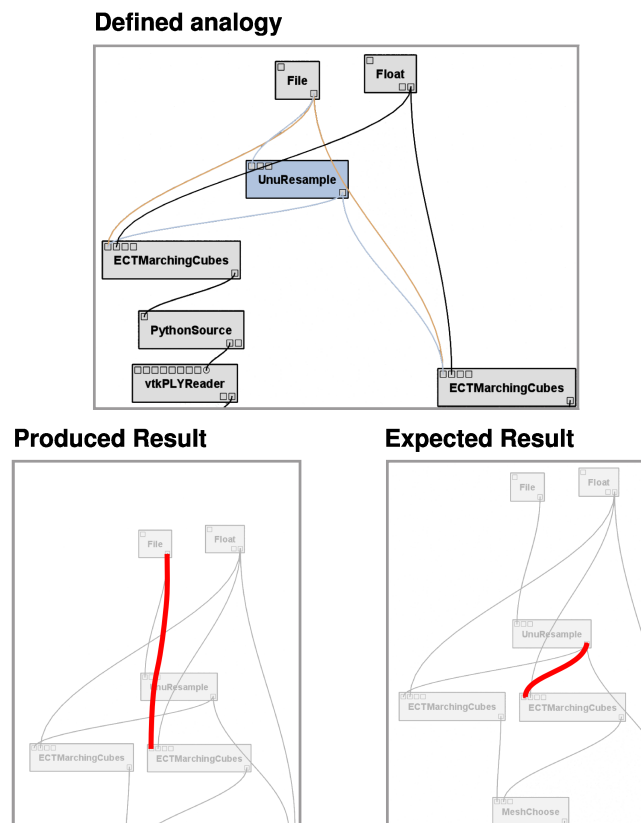 Defined analogy
File
Float
UnuResample
ECTMarchingCubes
PythonSource
vtkPLYReader
ECTMarchingCubes
Produced Result
File
Float
UnuResample
ECTMarchingCubes
ECTMarchingCubes
Expected Result
File
Float
UnuResample
ECTMarchingCubes
ECTMarchingCubes
MeshChoose